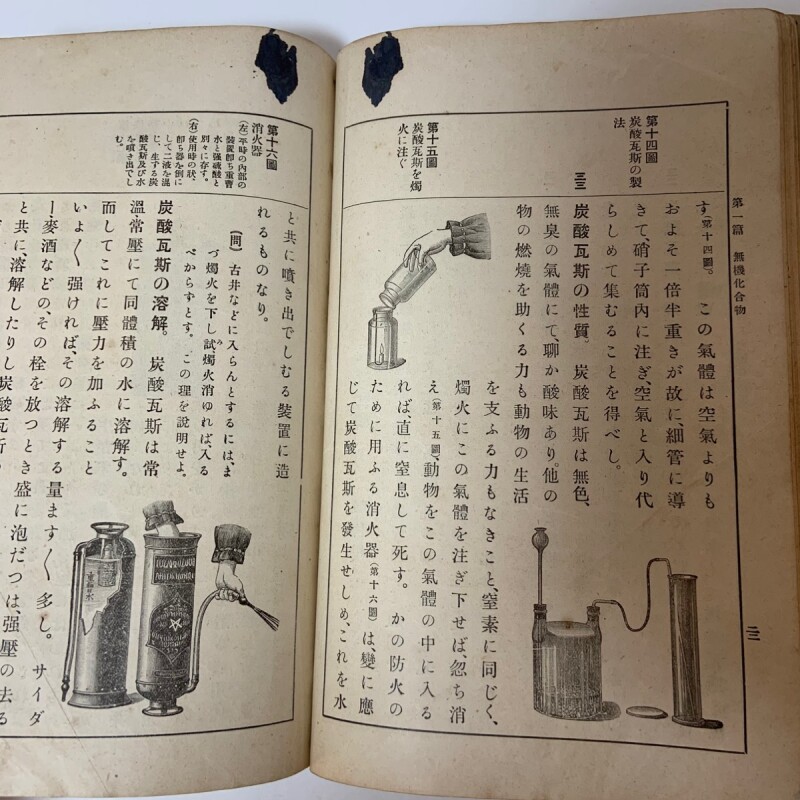 第一篇 無機化合物
二二
第十四圖
炭酸瓦斯の製
法
三三
第十五圖
炭酸瓦斯を燭
火に注ぐ
す(第十四圖)。この氣體は空氣よりも
およそ一倍半重きが故に、細管に導
きて、硝子筒內に注ぎ、空氣と入り代
らしめて集むることを得べし。
炭酸瓦斯の性質。 炭酸瓦斯は無色、
無臭の氣體にて、聊か酸味あり。他の
物の燃燒を助くる力も動物の生活
を支ふる力もなきこと、窒素に同じく、
燭火にこの氣體を注ぎ下せば、忽ち消
え(第十五圖)、動物をこの氣體の中に入る
れば、直に窒息して死す。 かの防火の
ために用ふる消火器(第十六圖)は、變に應
じて炭酸瓦斯を發生せしめ、これを水
第十六圖
消火器
(左)平時の內部の
裝置卽ち重曹
水と强硫酸と
別々に存す。
(右)使用時の狀、
卽ち器を倒に
して二液を混
じ、生する炭
酸瓦斯及び水
を噴き出でし
む。
と共に噴き出でしむる裝置に造
れるものなり。
(問) 古井などに入らんとするには、ま
づ燭火を下し試み燭火消ゆれば、入る
べからずとす。この理を說明せよ。
炭酸瓦斯の溶解。 炭酸瓦斯は常
溫常壓にて同體積の水に溶解す。
而してこれに壓力を加ふること
いよ〱强ければ、その溶解する量ます〱多し。サイダ
ー、麥酒などの、その栓を放つとき盛に泡だつは、强壓の去る
と共に、溶解したりし炭酸瓦斯